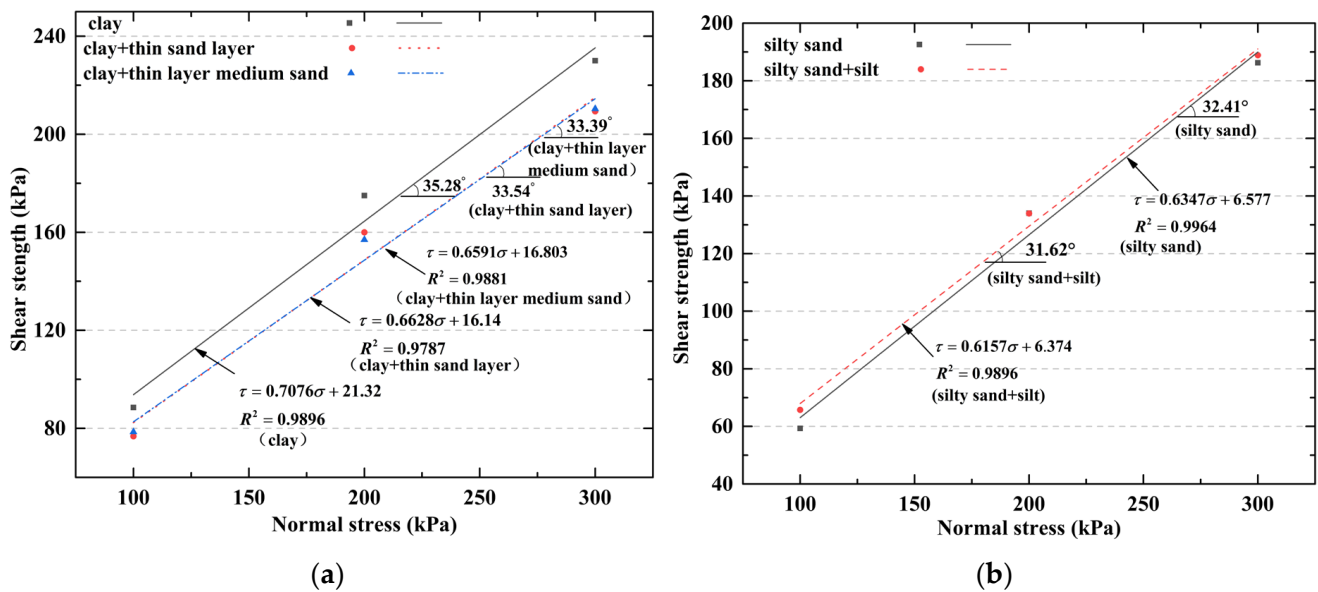 clay
clay+thin sand layer
clay+thin layer medium sand
240
200
160
120
80
Shear stength (kPa)
33.39°
(clay+thin layer
medium sand）
35.28°
33.54°
(clay+thin sand layer)
τ = 0.6591σ + 16.803
R² = 0.9881
（clay+thin layer medium sand）
τ = 0.6628σ + 16.14
R² = 0.9787
（clay+thin sand layer）
τ = 0.7076σ + 21.32
R² = 0.9896
（clay）
100 150 200 250 300
Normal stress (kPa)
(a)
silty sand
silty sand+silt
200
180
160
140
120
100
80
60
40
Shear strength (kPa)
32.41°
(silty sand)
τ = 0.6347σ + 6.577
R² = 0.9964
(silty sand)
31.62°
(silty sand+silt)
τ = 0.6157σ + 6.374
R² = 0.9896
(silty sand+silt)
100 150 200 250 300
Normal stress (kPa)
(b)